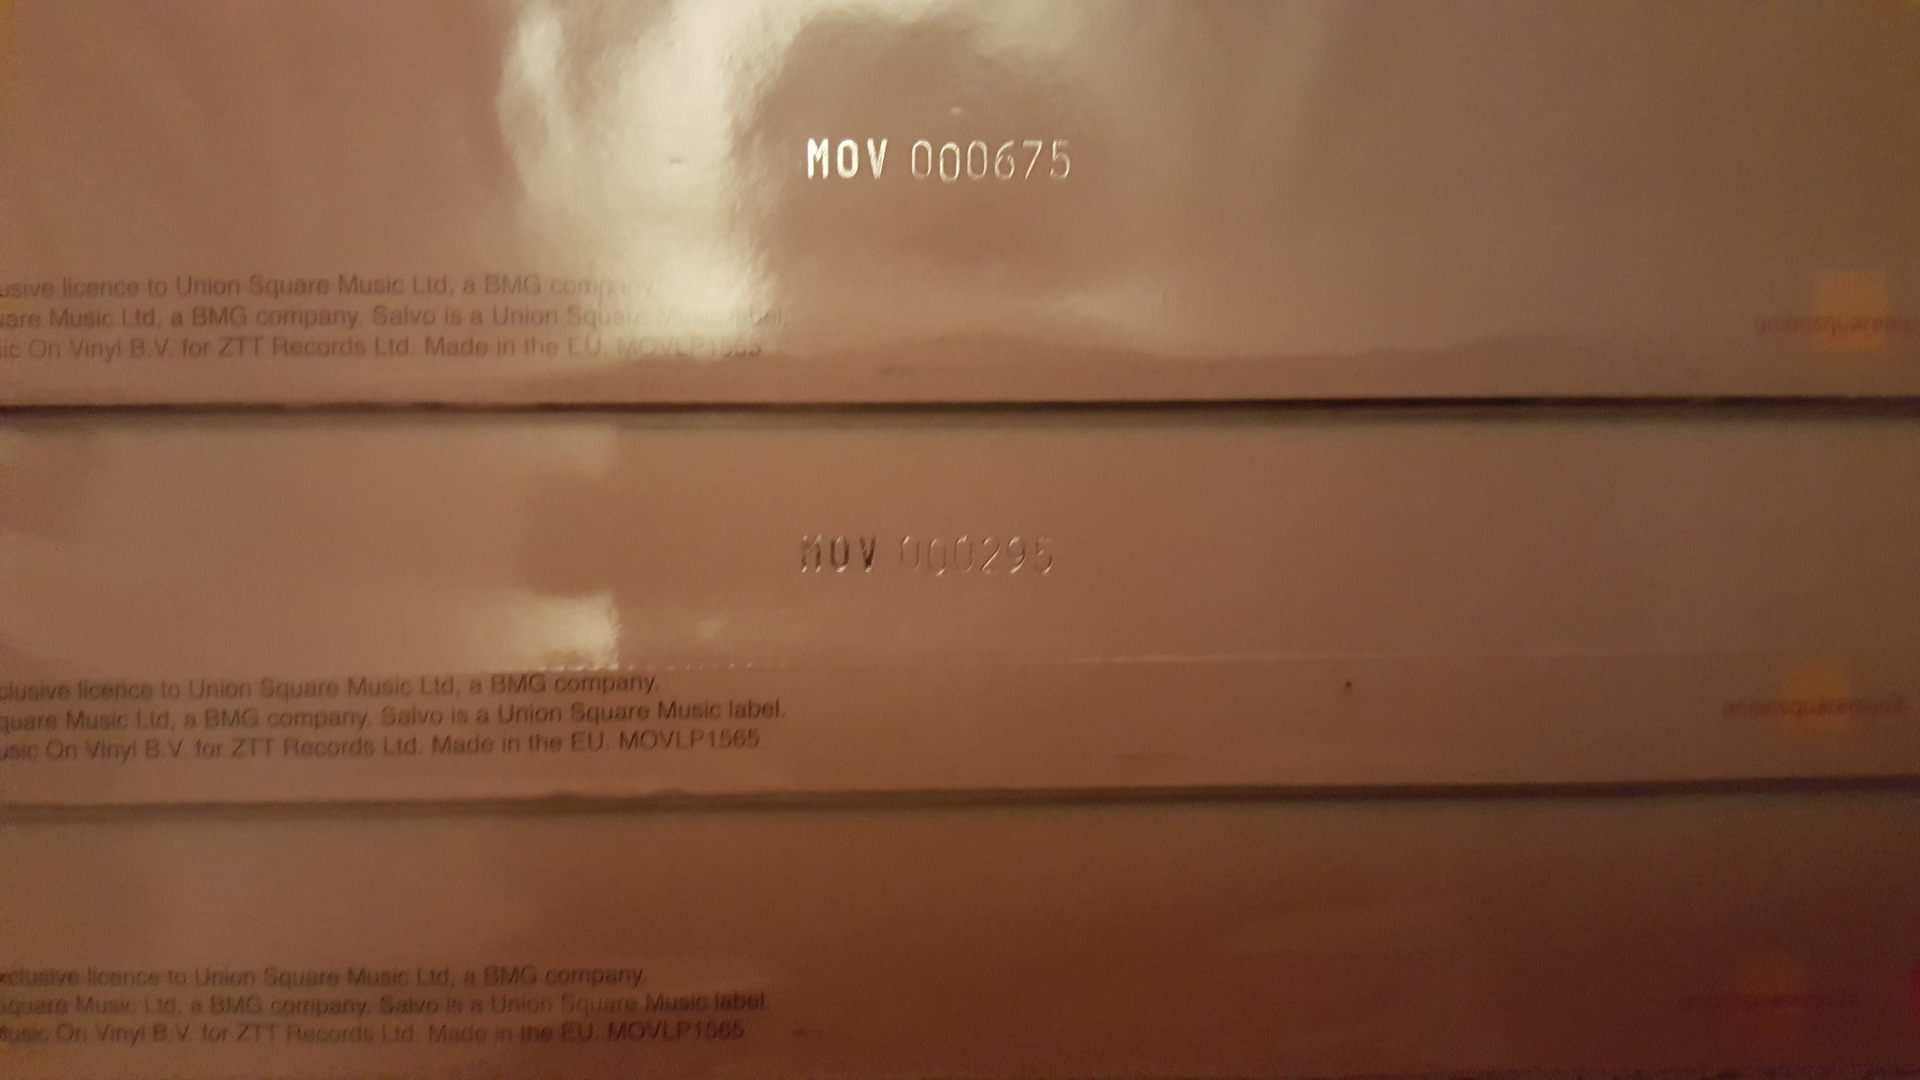 MOV 000675
usive licence to Union Square Music Ltd, a BMG company.
are Music Ltd, a BMG company. Salvo is a Union Square Music label.
ic On Vinyl B.V. for ZTT Records Ltd. Made in the EU. MOVLP1565
unionsquaremu
MOV 000295
clusive licence to Union Square Music Ltd, a BMG company.
quare Music Ltd, a BMG company. Salvo is a Union Square Music label.
usic On Vinyl B.V. for ZTT Records Ltd. Made in the EU. MOVLP1565
unionsquaremusic
xclusive licence to Union Square Music Ltd, a BMG company.
Square Music Ltd, a BMG company. Salvo is a Union Square Music label.
Music On Vinyl B.V. for ZTT Records Ltd. Made in the EU. MOVLP1565